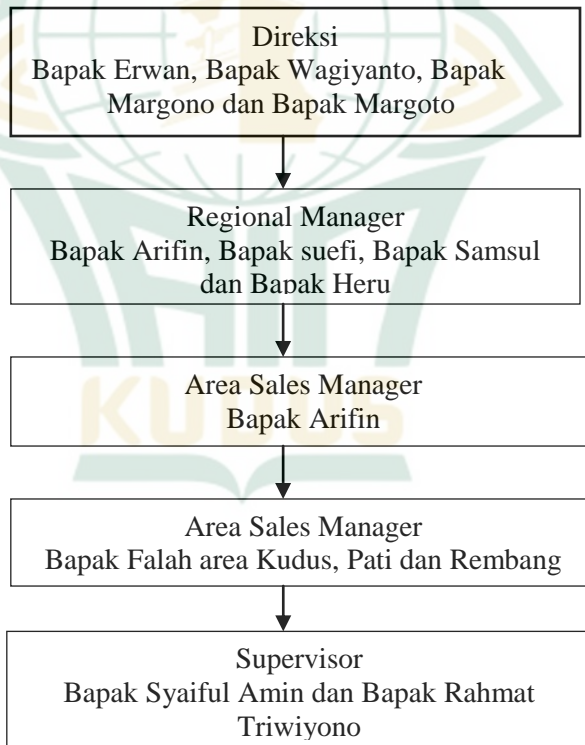 Direksi
Bapak Erwan, Bapak Wagiyanto, Bapak
Margono dan Bapak Margoto
Regional Manager
Bapak Arifin, Bapak suefi, Bapak Samsul
dan Bapak Heru
Area Sales Manager
Bapak Arifin
Area Sales Manager
Bapak Falah area Kudus, Pati dan Rembang
Supervisor
Bapak Syaiful Amin dan Bapak Rahmat
Triwiyono
KUDUS